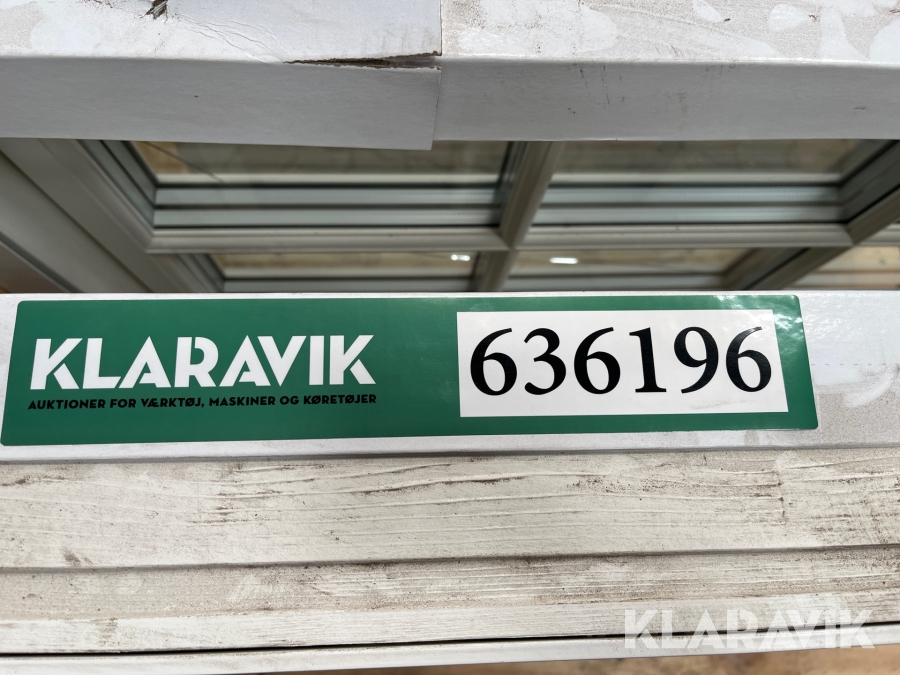 KLARAVIK
AUKTIONER FOR VÆRKTØJ, MASKINER OG KØRETØJER
636196
KLARAVIK